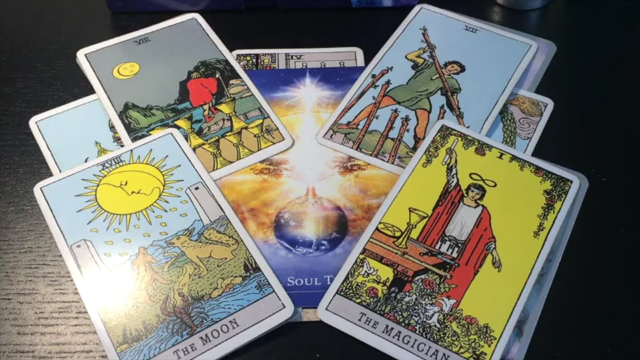 VIII
IV
VII
XVIII
I
SOUL T
THE MOON
THE MAGICIAN